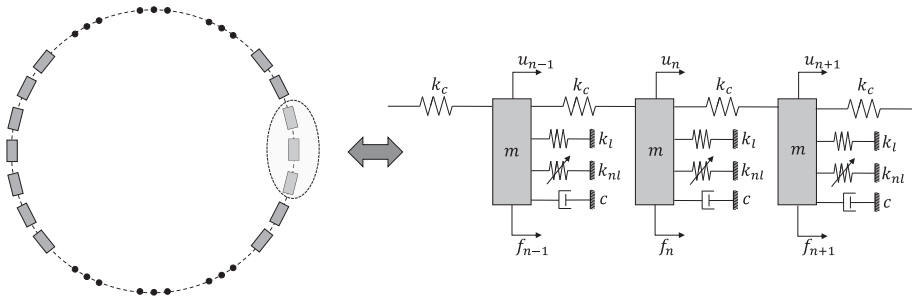 u_{n-1} u_n u_{n+1}
k_c k_c k_c k_c
m k_l m k_l m k_l
k_{nl} k_{nl} k_{nl}
c c c
f_{n-1} f_n f_{n+1}